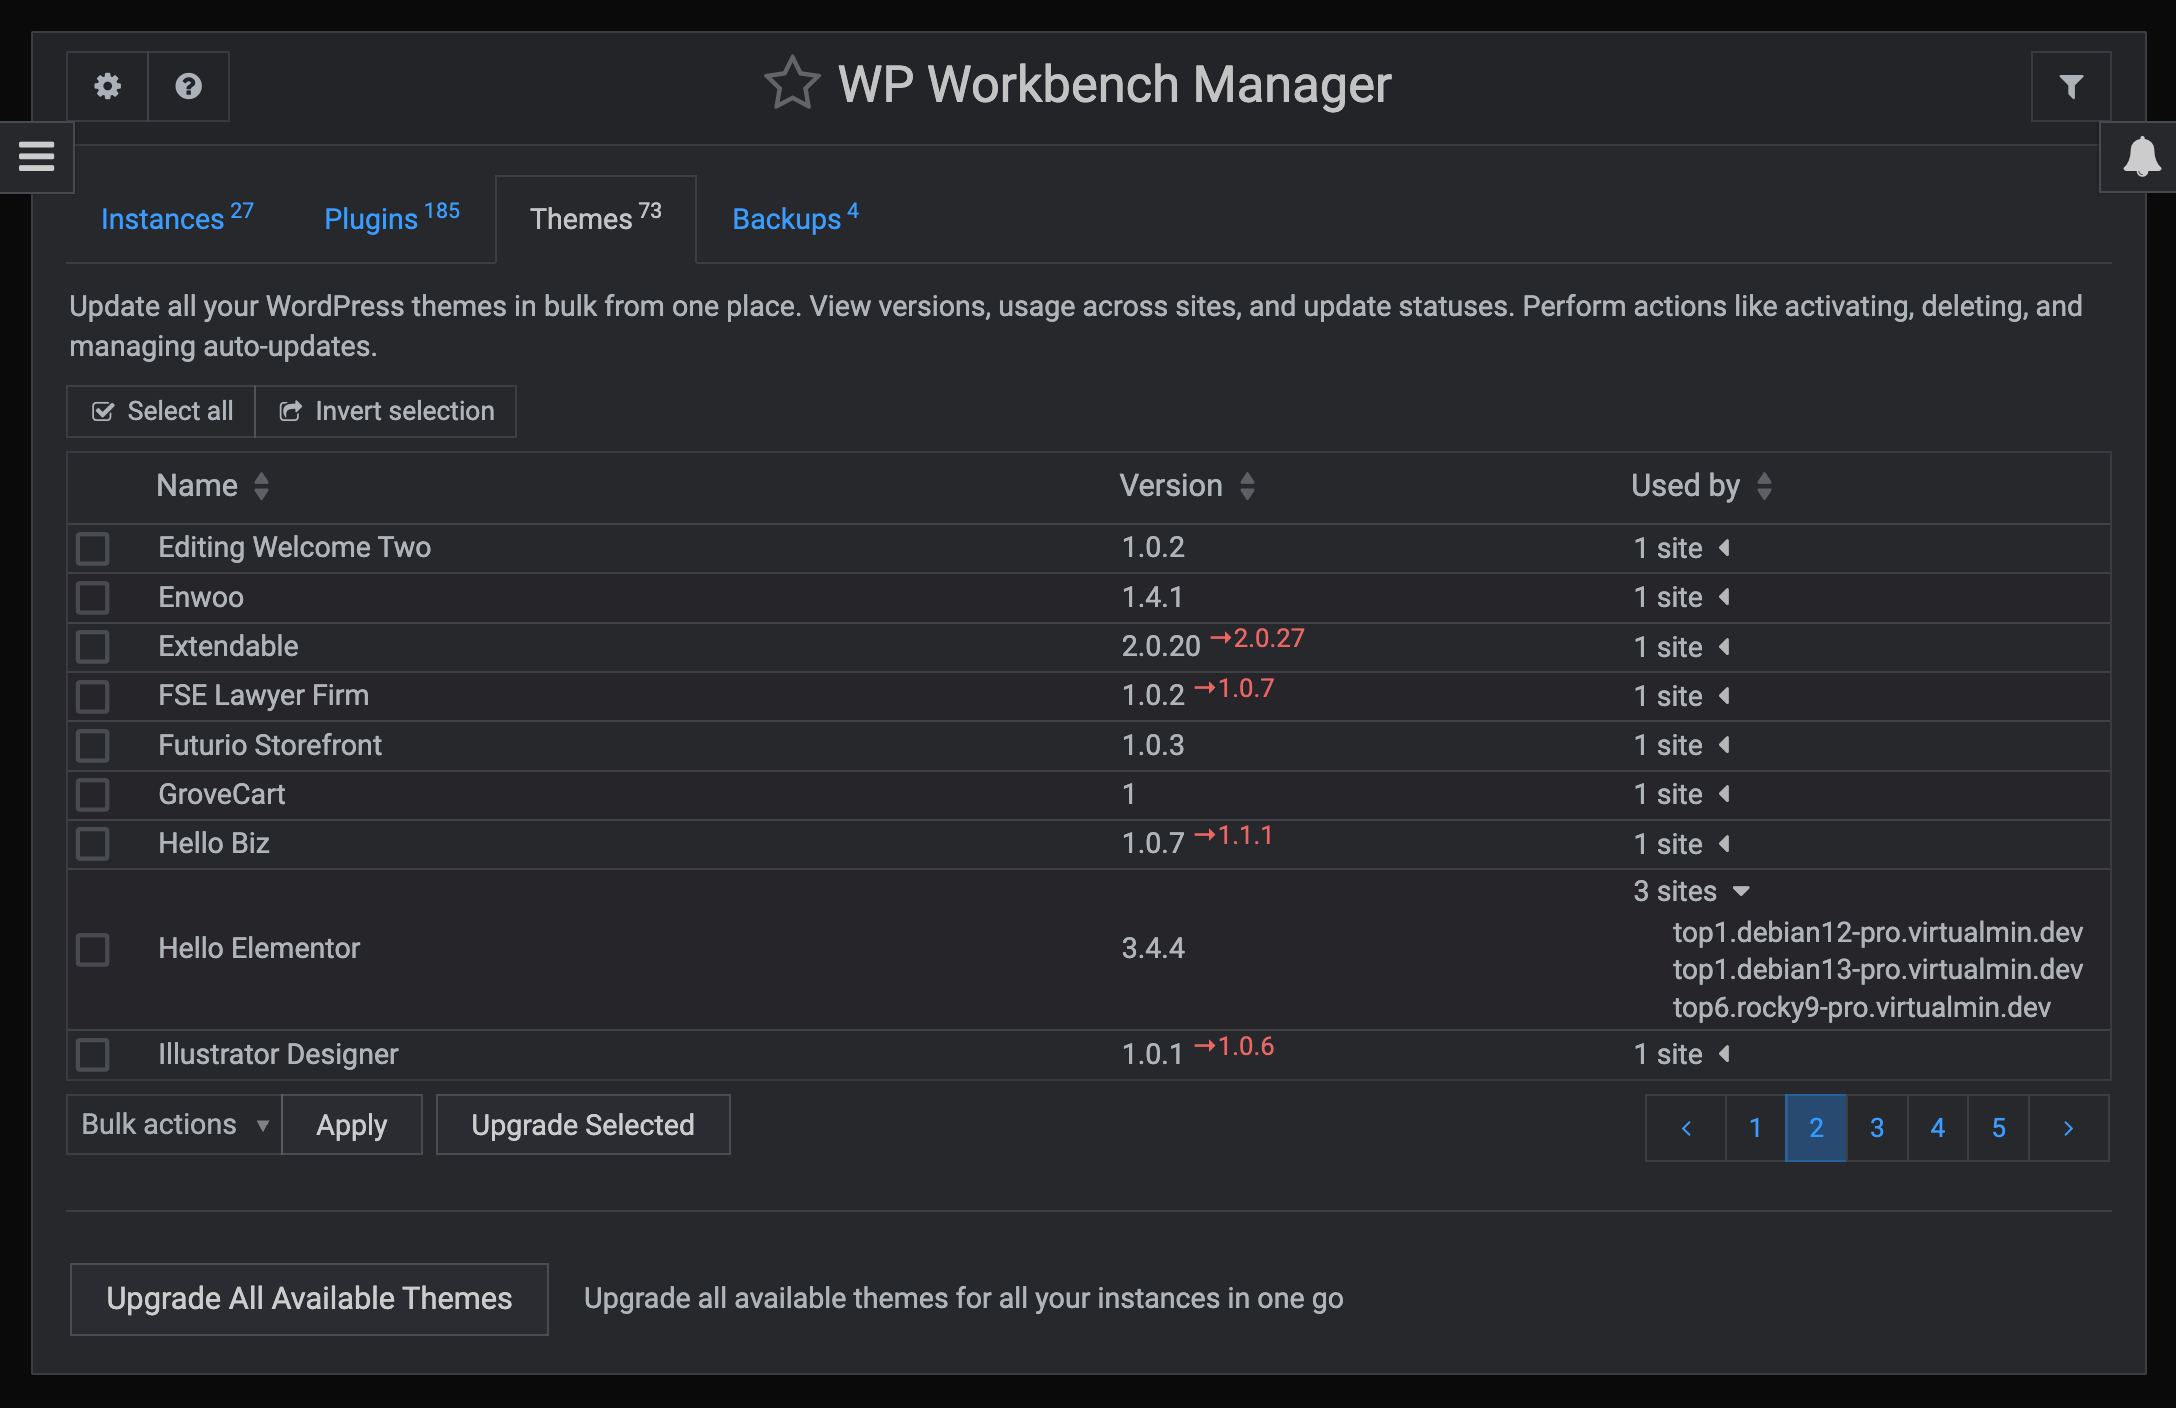 WP Workbench Manager
Instances 27 Plugins 185 Themes 73 Backups 4
Update all your WordPress themes in bulk from one place. View versions, usage across sites, and update statuses. Perform actions like activating, deleting, and
managing auto-updates.
Select all Invert selection
Name Version Used by
Editing Welcome Two 1.0.2 1 site
Enwoo 1.4.1 1 site
Extendable 2.0.20 →2.0.27 1 site
FSE Lawyer Firm 1.0.2 →1.0.7 1 site
Futurio Storefront 1.0.3 1 site
GroveCart 1 1 site
Hello Biz 1.0.7 →1.1.1 1 site
Hello Elementor 3.4.4 3 sites
top1.debian12-pro.virtualmin.dev
top1.debian13-pro.virtualmin.dev
top6.rocky9-pro.virtualmin.dev
Illustrator Designer 1.0.1 →1.0.6 1 site
Bulk actions Apply Upgrade Selected ‹ 1 2 3 4 5 ›
Upgrade All Available Themes Upgrade all available themes for all your instances in one go